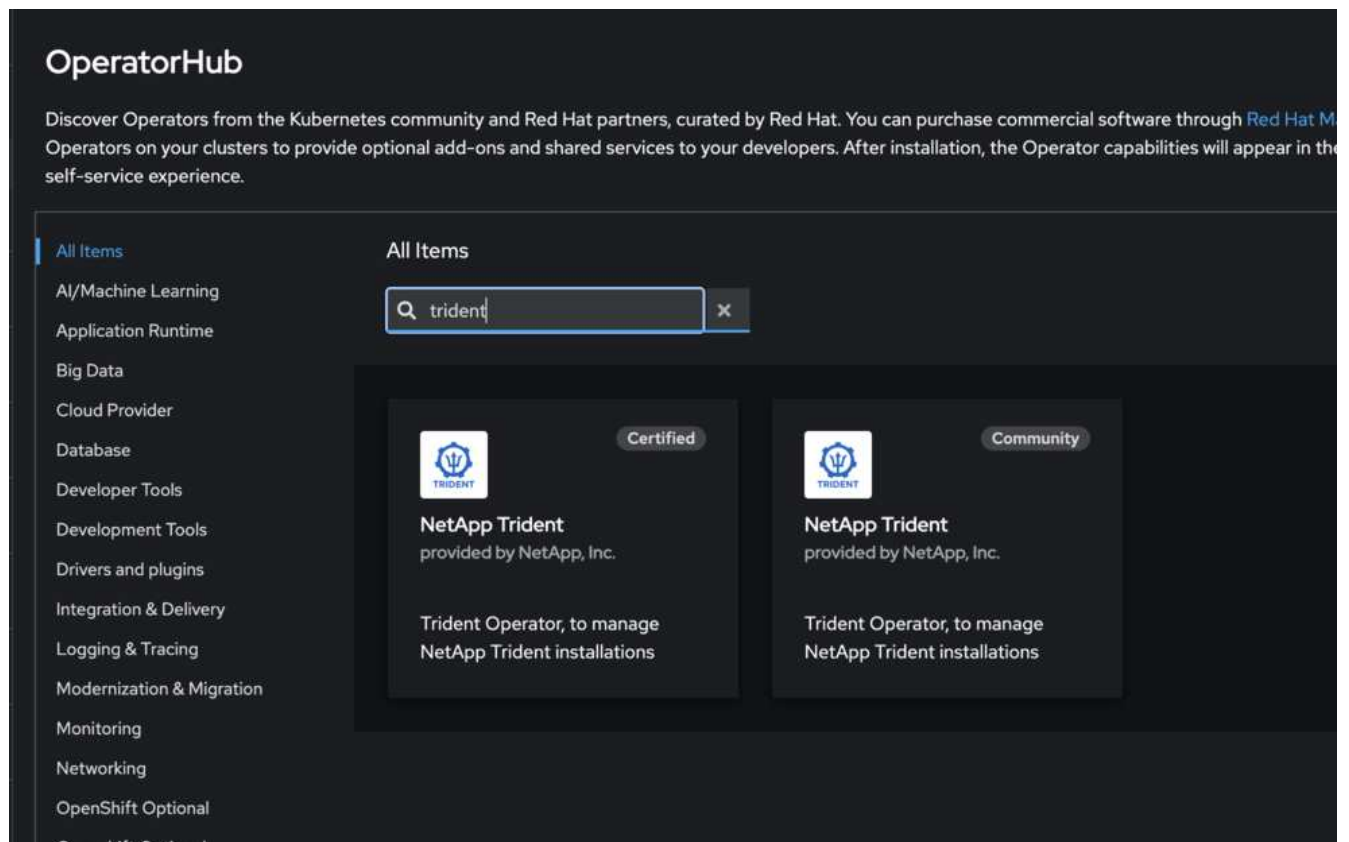 OperatorHub
Discover Operators from the Kubernetes community and Red Hat partners, curated by Red Hat. You can purchase commercial software through Red Hat
Operators on your clusters to provide optional add-ons and shared services to your developers. After installation, the Operator capabilities will appear in the
self-service experience.
All Items
AI/Machine Learning
Application Runtime
Big Data
Cloud Provider
Database
Developer Tools
Development Tools
Drivers and plugins
Integration & Delivery
Logging & Tracing
Modernization & Migration
Monitoring
Networking
OpenShift Optional
All Items
trident
Certified
TRIDENT
NetApp Trident
provided by NetApp, Inc.
Trident Operator, to manage
NetApp Trident installations
Community
TRIDENT
NetApp Trident
provided by NetApp, Inc.
Trident Operator, to manage
NetApp Trident installations